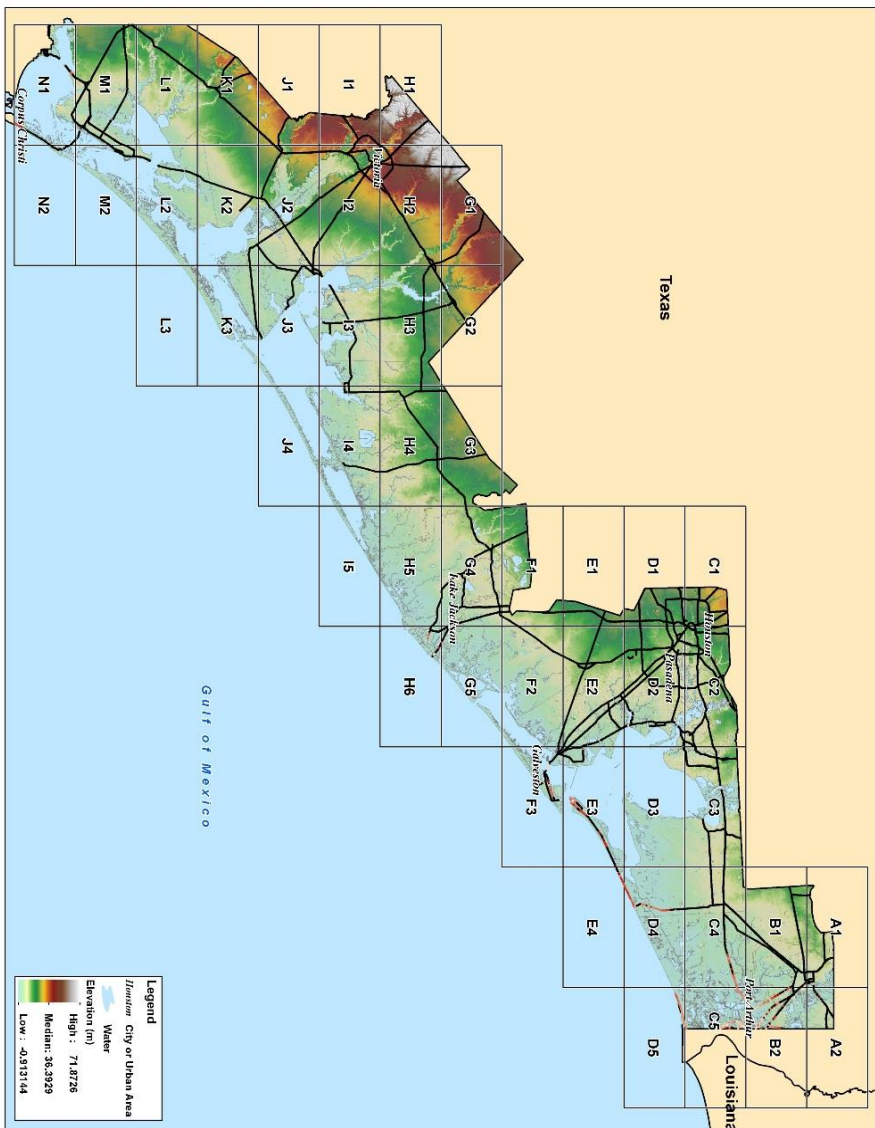 Texas
Louisiana
Gulf of Mexico
A1
A2
B1
B2
C1
C2
C3
C4
C5
D1
D2
D3
D4
D5
E1
E2
E3
E4
F1
F2
F3
G1
G2
G3
G4
G5
H1
H2
H3
H4
H5
H6
I1
I2
I3
I4
I5
J1
J2
J3
J4
K1
K2
K3
L1
L2
L3
M1
M2
N1
N2
Port Arthur
Houston
Pasadena
Galveston
Lake Jackson
Victoria
Corpus Christi
Legend
Houston City or Urban Area
Water
Elevation (m)
High : 71.8726
Median: 36.3929
Low : -0.913144